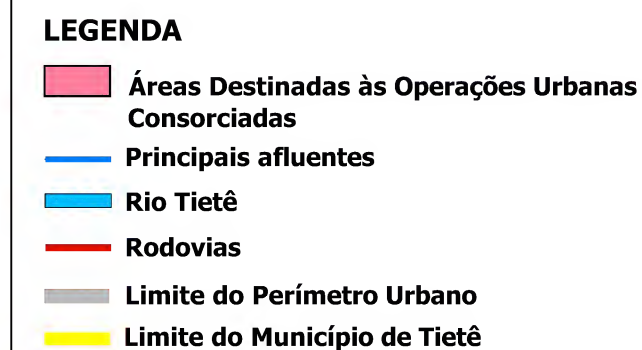 LEGENDA
Áreas Destinadas às Operações Urbanas
Consorciadas
Principais afluentes
Rio Tietê
Rodovias
Limite do Perímetro Urbano
Limite do Município de Tietê